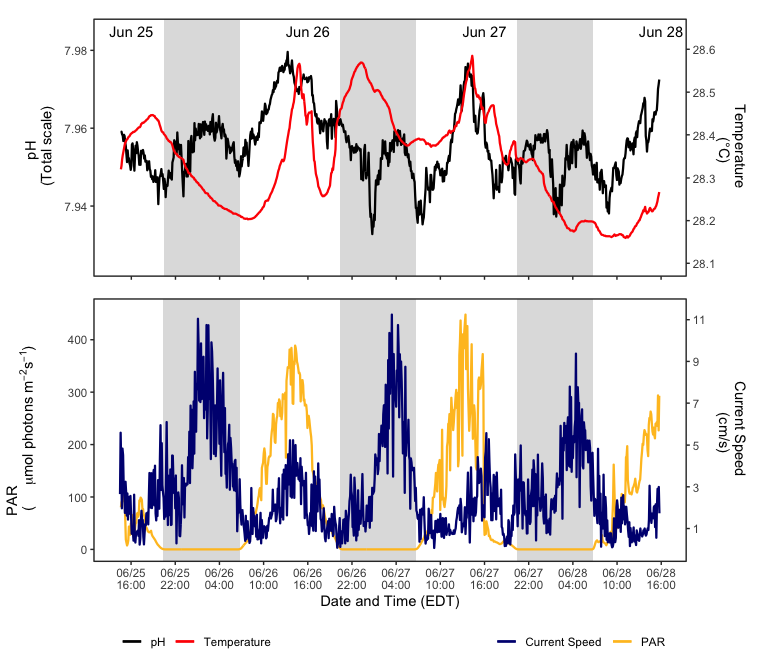 Jun 25 Jun 26 Jun 27 Jun 28
7.98
7.96
7.94
pH
(Total scale)
28.6
28.5
28.4
28.3
28.2
28.1
Temperature
(°C)
400
300
200
100
0
PAR
( μmol photons m⁻²s⁻¹)
11
9
7
5
3
1
Current Speed
(cm/s)
06/25 06/25 06/26 06/26 06/26 06/26 06/27 06/27 06/27 06/27 06/28 06/28 06/28
16:00 22:00 04:00 10:00 16:00 22:00 04:00 10:00 16:00 22:00 04:00 10:00 16:00
Date and Time (EDT)
pH Temperature Current Speed PAR